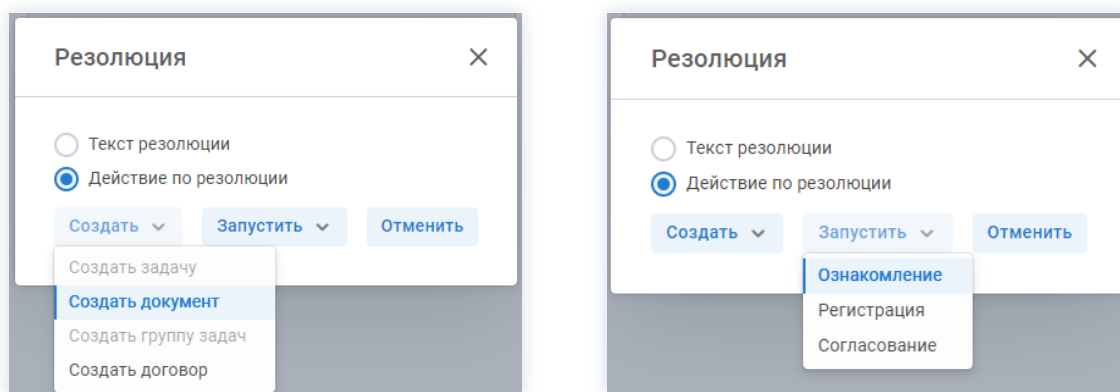 Резолюция
Текст резолюции
Действие по резолюции
Создать Запустить Отменить
Создать задачу
Создать документ
Создать группу задач
Создать договор
Резолюция
Текст резолюции
Действие по резолюции
Создать Запустить Отменить
Ознакомление
Регистрация
Согласование